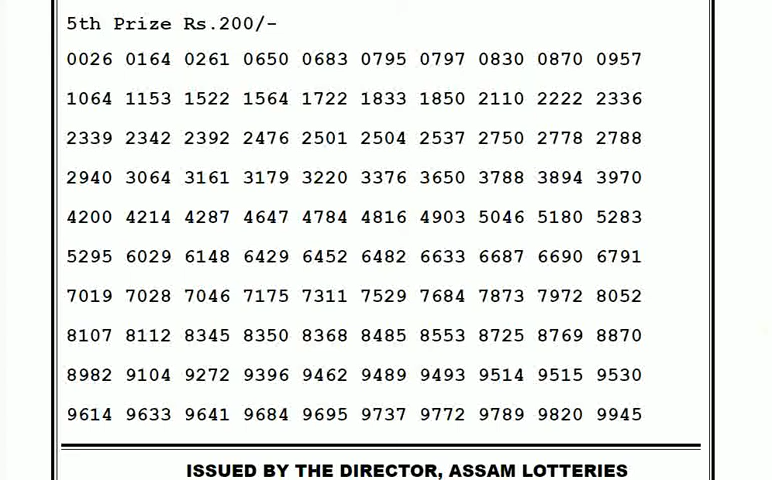 5th Prize Rs.200/-
0026 0164 0261 0650 0683 0795 0797 0830 0870 0957
1064 1153 1522 1564 1722 1833 1850 2110 2222 2336
2339 2342 2392 2476 2501 2504 2537 2750 2778 2788
2940 3064 3161 3179 3220 3376 3650 3788 3894 3970
4200 4214 4287 4647 4784 4816 4903 5046 5180 5283
5295 6029 6148 6429 6452 6482 6633 6687 6690 6791
7019 7028 7046 7175 7311 7529 7684 7873 7972 8052
8107 8112 8345 8350 8368 8485 8553 8725 8769 8870
8982 9104 9272 9396 9462 9489 9493 9514 9515 9530
9614 9633 9641 9684 9695 9737 9772 9789 9820 9945
ISSUED BY THE DIRECTOR, ASSAM LOTTERIES